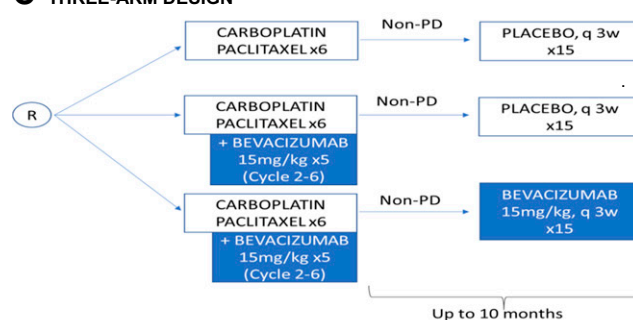 THREE-ARM DESIGN
CARBOPLATIN
PACLITAXEL x6
Non-PD
PLACEBO, q 3w
x15
R
CARBOPLATIN
PACLITAXEL x6
+ BEVACIZUMAB
15mg/kg x5
(Cycle 2-6)
Non-PD
PLACEBO, q 3w
x15
CARBOPLATIN
PACLITAXEL x6
+ BEVACIZUMAB
15mg/kg x5
(Cycle 2-6)
Non-PD
BEVACIZUMAB
15mg/kg, q 3w
x15
Up to 10 months